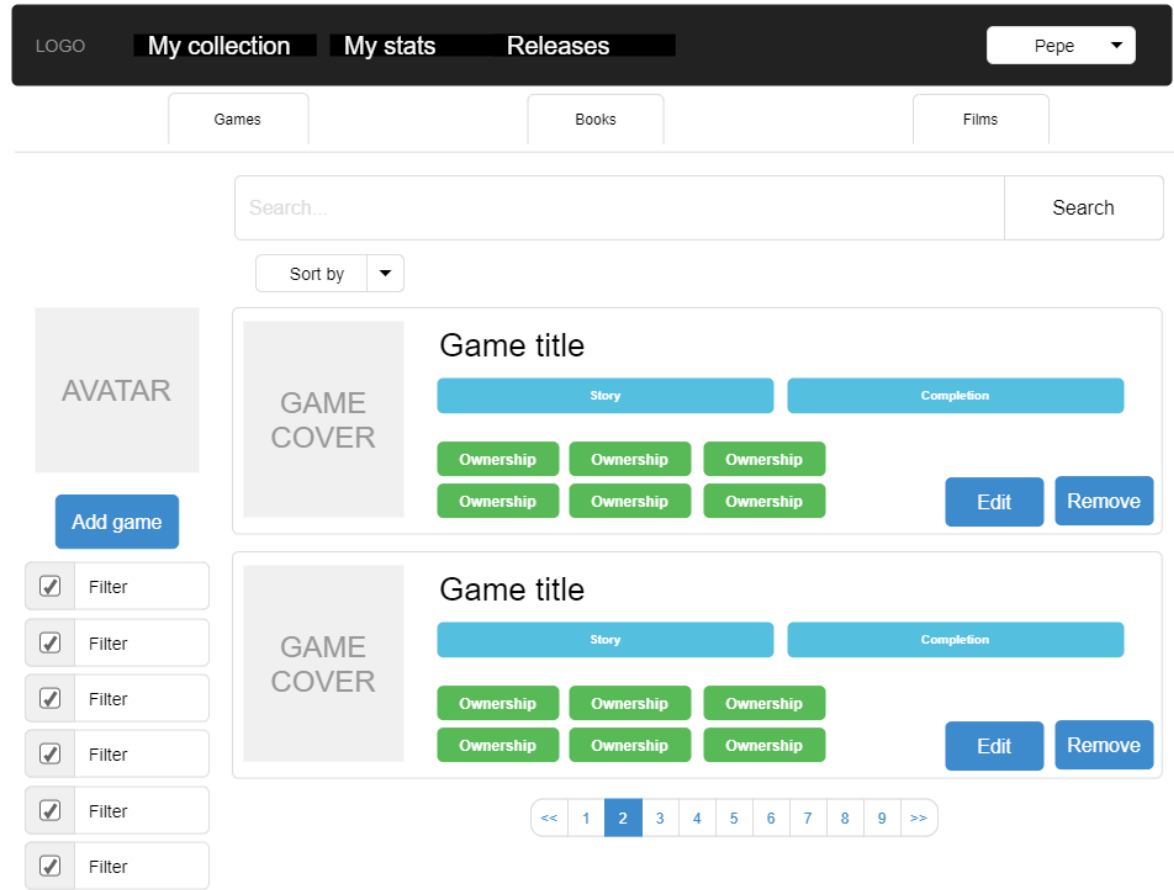 LOGO
My collection
My stats
Releases
Pepe
Games
Books
Films
Search...
Search
Sort by
AVATAR
Add game
Filter
Filter
Filter
Filter
Filter
Filter
GAME
COVER
Game title
Story
Completion
Ownership
Ownership
Ownership
Ownership
Ownership
Ownership
Edit
Remove
GAME
COVER
Game title
Story
Completion
Ownership
Ownership
Ownership
Ownership
Ownership
Ownership
Edit
Remove
<< 1 2 3 4 5 6 7 8 9 >>